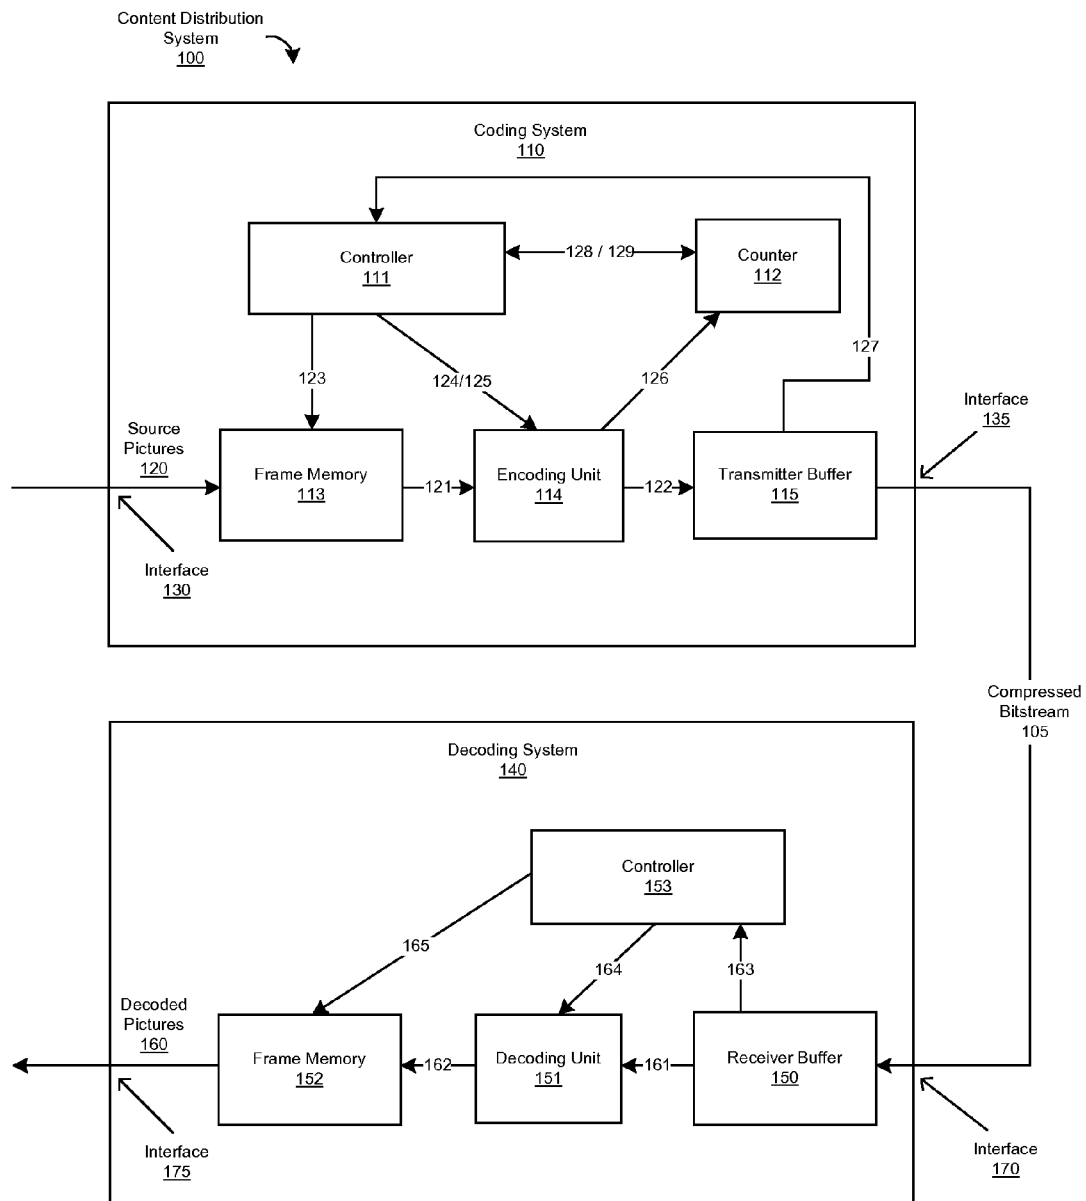 Content Distribution
System
100
Coding System
110
Controller
111
128 / 129
Counter
112
127
123
124/125
126
Interface
135
Source
Pictures
120
Frame Memory
113
121
Encoding Unit
114
122
Transmitter Buffer
115
Interface
130
Compressed
Bitstream
105
Decoding System
140
Controller
153
165
164
163
Decoded
Pictures
160
Frame Memory
152
162
Decoding Unit
151
161
Receiver Buffer
150
Interface
175
Interface
170